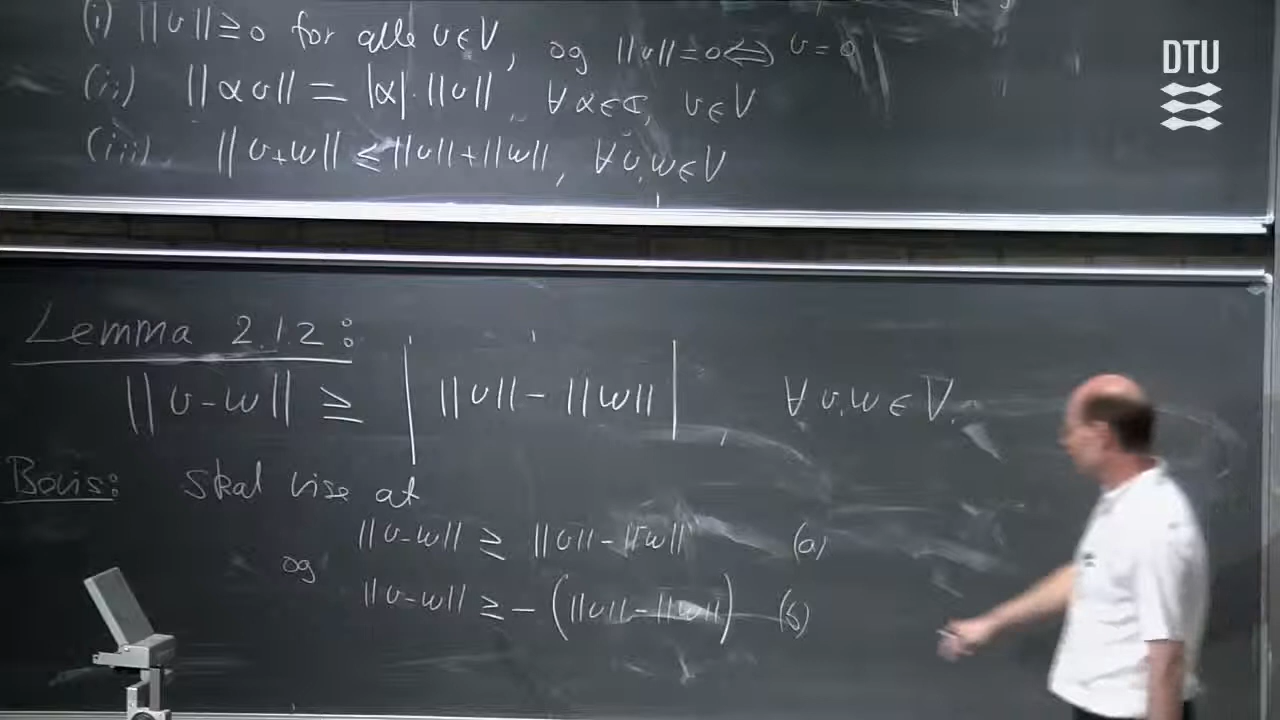 (i) ||v|| ≥ 0 for alle v ∈ V, og ||v|| = 0 ⇔ v = 0
(ii) ||αv|| = |α| · ||v||, ∀ α ∈ ℂ, v ∈ V
(iii) ||v+w|| ≤ ||v|| + ||w||, ∀ v,w ∈ V
DTU
Lemma 2.1.2:
||v-w|| ≥ | ||v|| - ||w|| | ∀ v,w ∈ V.
Bevis: skal vise at
||v-w|| ≥ ||v|| - ||w|| (a)
og
||v-w|| ≥ -(||v|| - ||w||) (b)